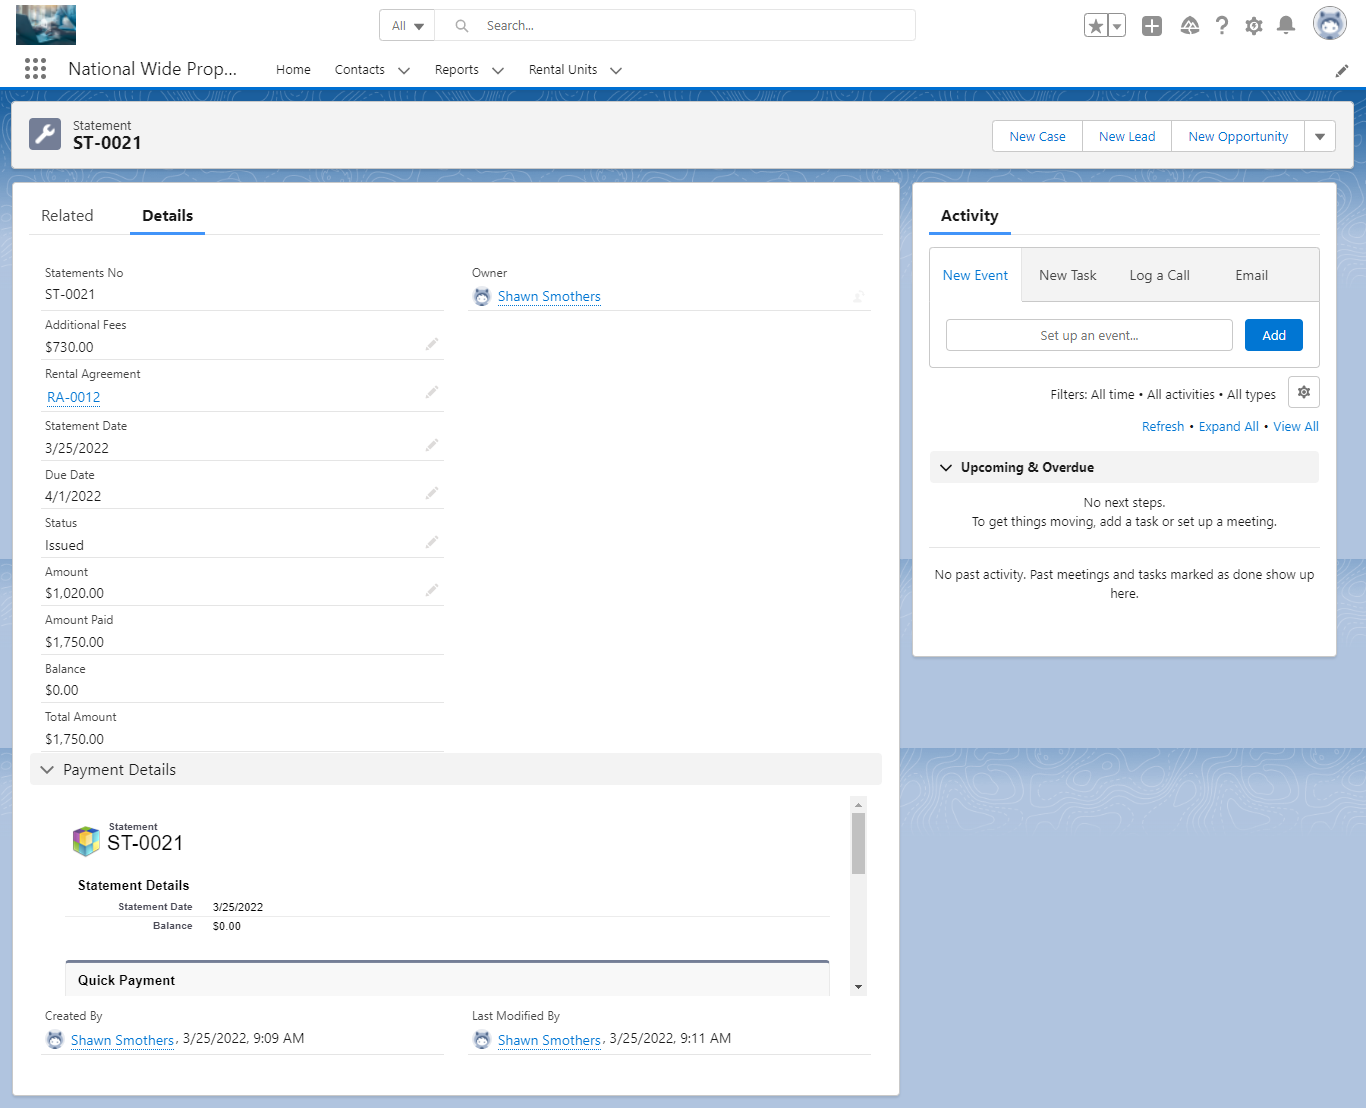 All
Search...
National Wide Prop...
Home
Contacts
Reports
Rental Units
Statement
ST-0021
New Case
New Lead
New Opportunity
Related
Details
Statements No
ST-0021
Owner
Shawn Smothers
Additional Fees
$730.00
Rental Agreement
RA-0012
Statement Date
3/25/2022
Due Date
4/1/2022
Status
Issued
Amount
$1,020.00
Amount Paid
$1,750.00
Balance
$0.00
Total Amount
$1,750.00
Payment Details
Statement
ST-0021
Statement Details
Statement Date 3/25/2022
Balance $0.00
Quick Payment
Created By
Shawn Smothers, 3/25/2022, 9:09 AM
Last Modified By
Shawn Smothers, 3/25/2022, 9:11 AM
Activity
New Event
New Task
Log a Call
Email
Set up an event...
Add
Filters: All time • All activities • All types
Refresh • Expand All • View All
Upcoming & Overdue
No next steps.
To get things moving, add a task or set up a meeting.
No past activity. Past meetings and tasks marked as done show up
here.